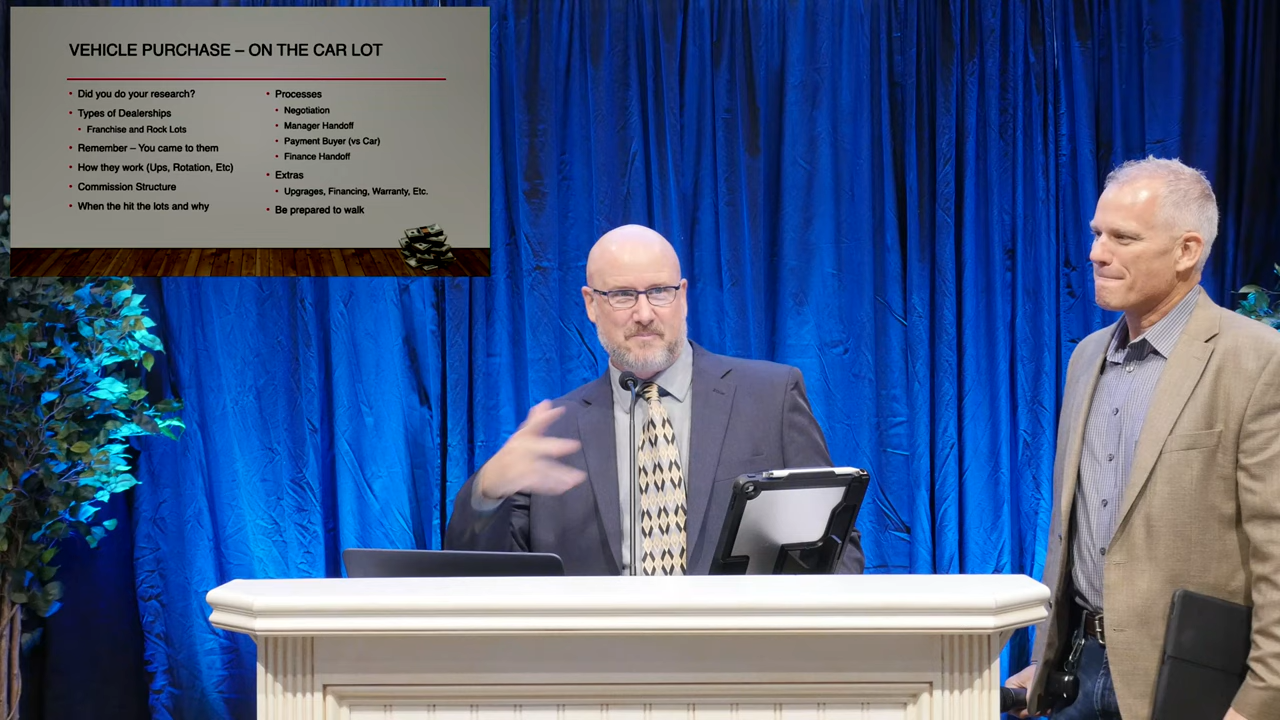 VEHICLE PURCHASE – ON THE CAR LOT
• Did you do your research?
• Types of Dealerships
• Franchise and Rock Lots
• Remember – You came to them
• How they work (Ups, Rotation, Etc)
• Commission Structure
• When the hit the lots and why
• Processes
• Negotiation
• Manager Handoff
• Payment Buyer (vs Car)
• Finance Handoff
• Extras
• Upgrages, Financing, Warranty, Etc.
• Be prepared to walk